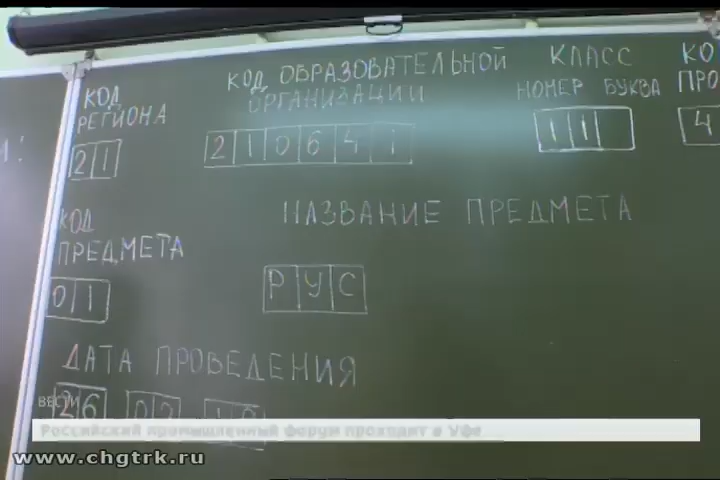 КОД РЕГИОНА
21
КОД ОБРАЗОВАТЕЛЬНОЙ
ОРГАНИЗАЦИИ
210641
КЛАСС
НОМЕР БУКВА
11
КО
ПРО
4
КОД
ПРЕДМЕТА
01
НАЗВАНИЕ ПРЕДМЕТА
РУС
ДАТА ПРОВЕДЕНИЯ
26
ВЕСТИ
Российский промышленный форум проходит в Уфе
www.chgtrk.ru